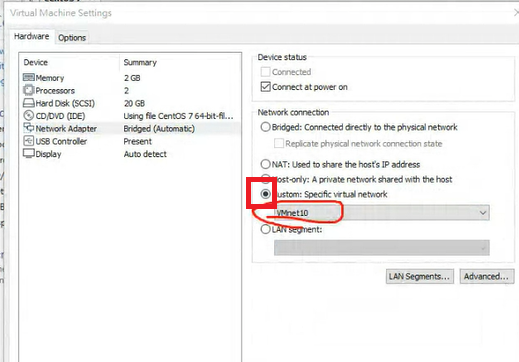 Virtual Machine Settings
Hardware
Options
Device
Summary
Memory
2 GB
Processors
2
Hard Disk (SCSI)
20 GB
CD/DVD (IDE)
Using file CentOS 7 64-bit-fil...
Network Adapter
Bridged (Automatic)
USB Controller
Present
Display
Auto detect
Device status
Connected
Connect at power on
Network connection
Bridged: Connected directly to the physical network
Replicate physical network connection state
NAT: Used to share the host's IP address
Host-only: A private network shared with the host
Custom: Specific virtual network
VMnet10
LAN segment:
LAN Segments...
Advanced...